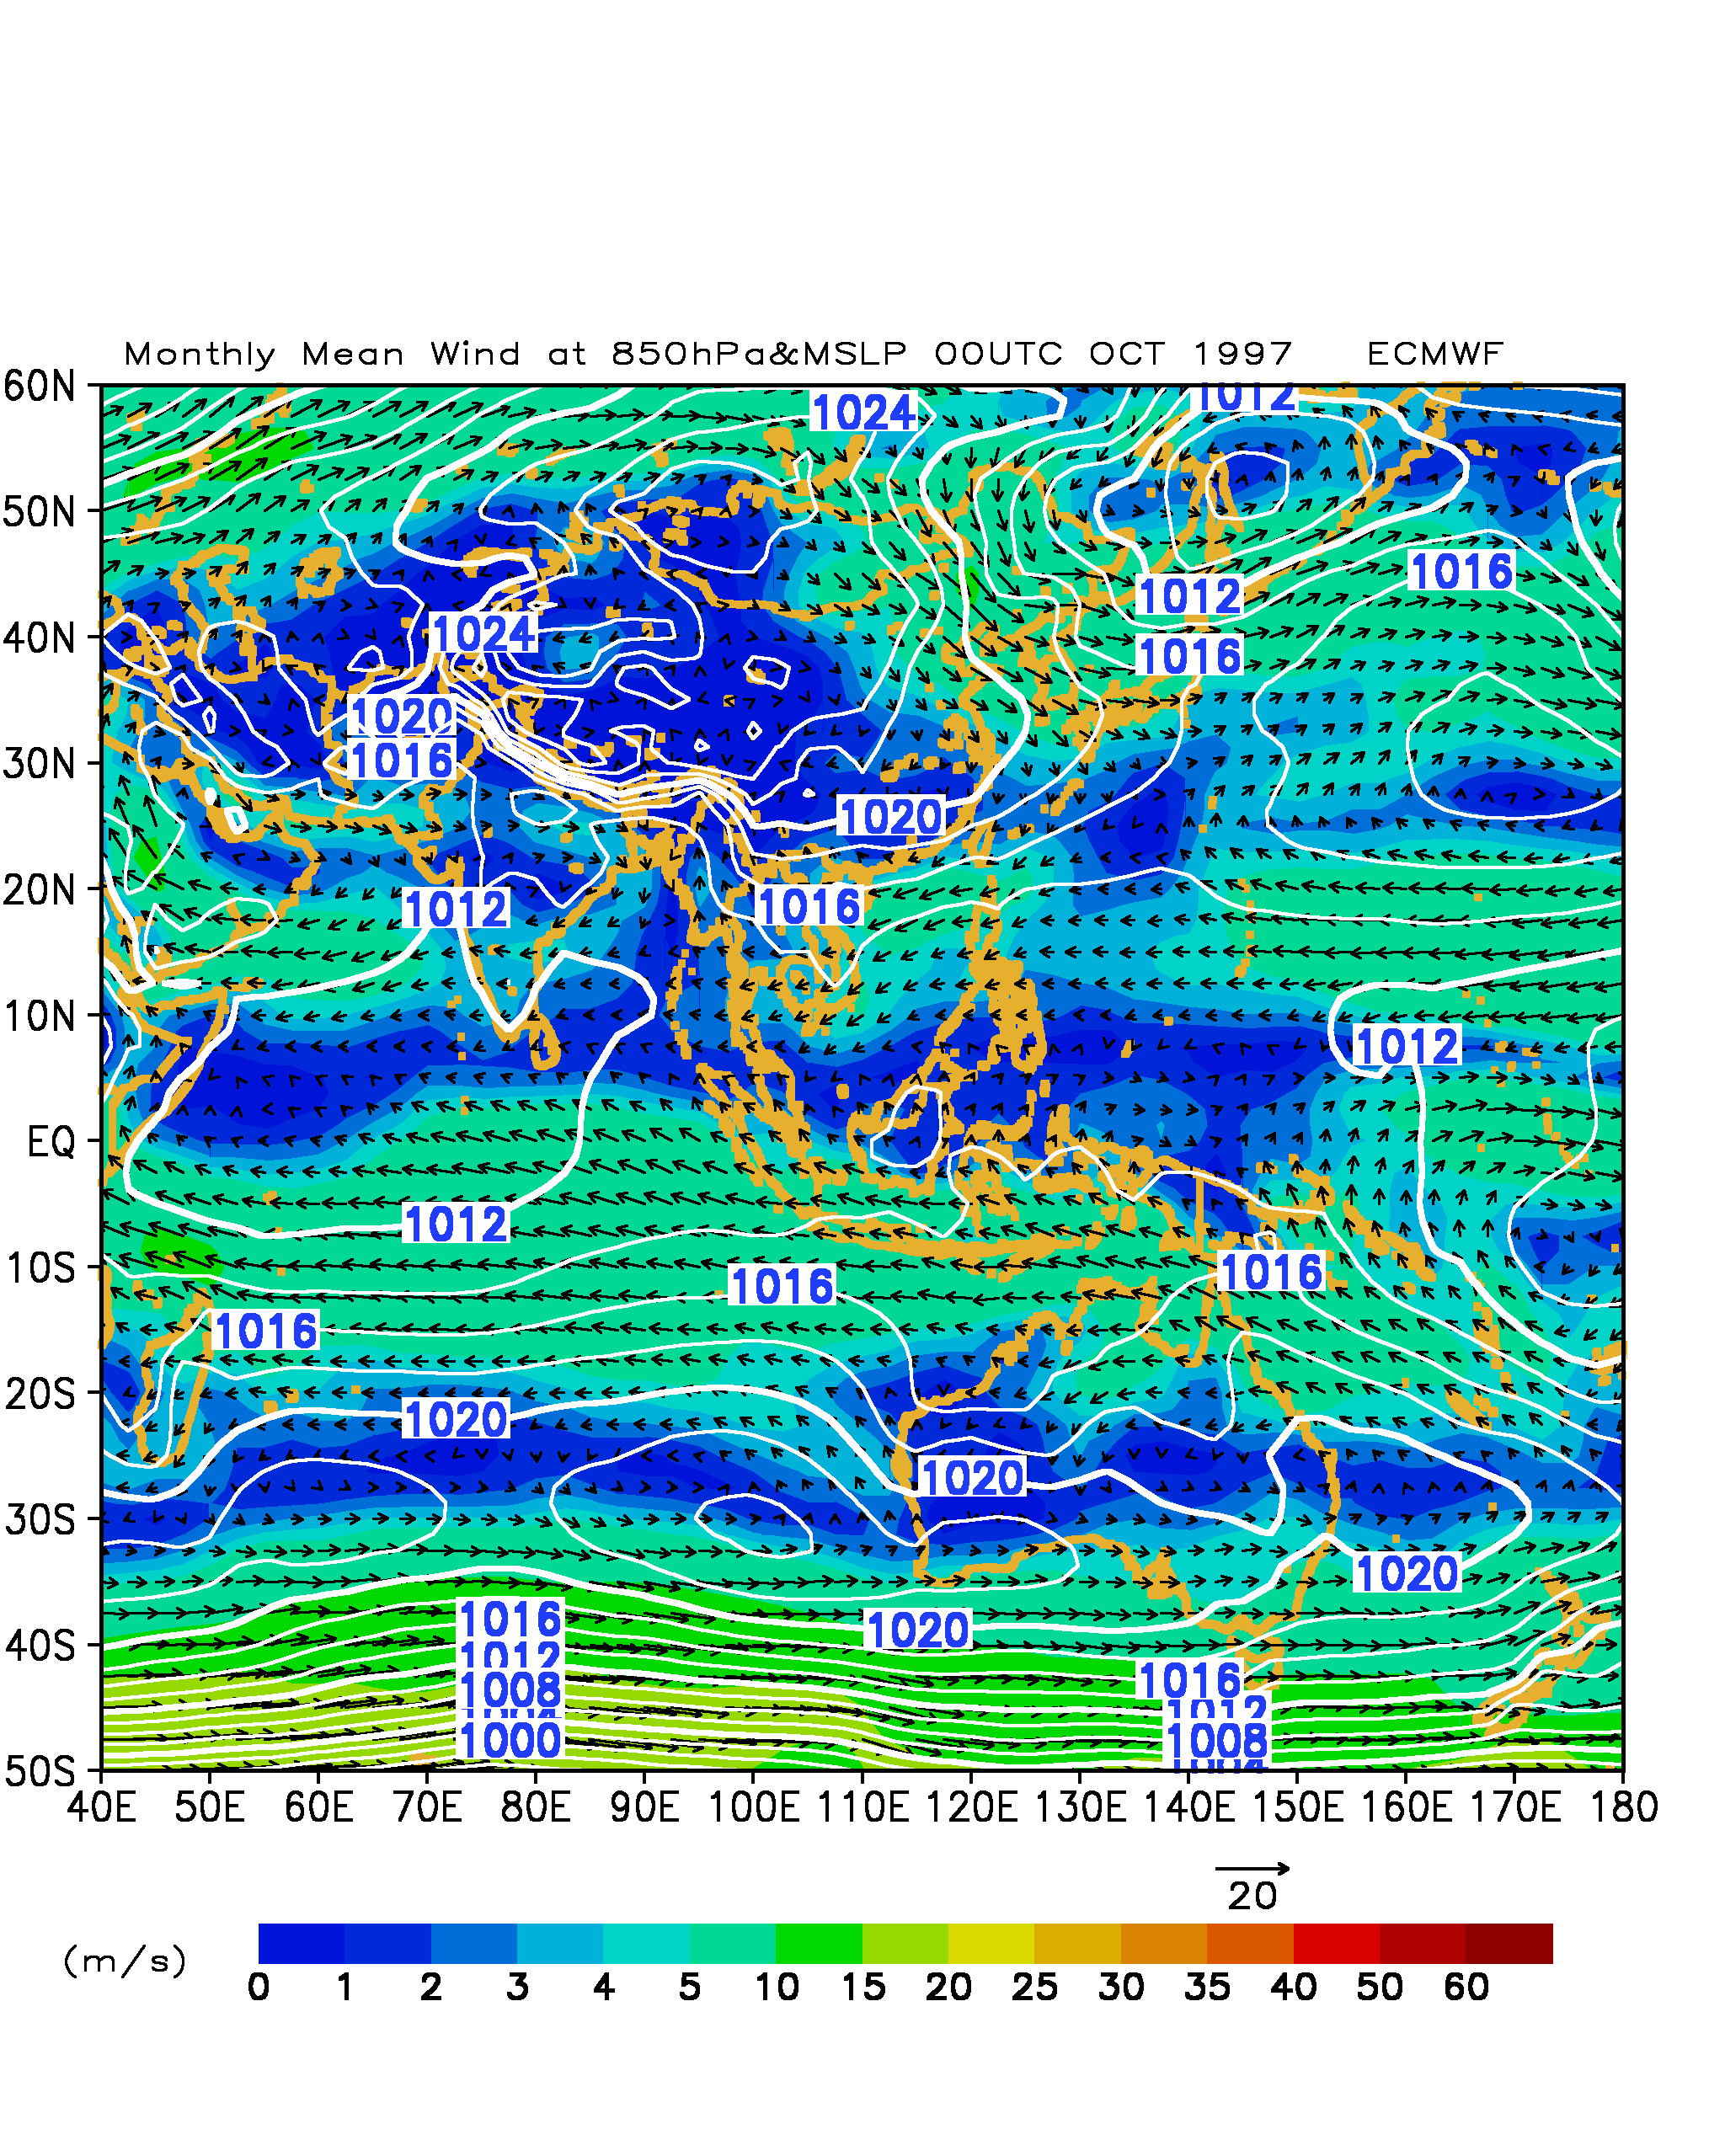 Monthly Mean Wind at 850hPa&MSLP 00UTC OCT 1997 ECMWF
60N
1012
1024
50N
1016
1012
40N
1024
1016
1020
30N
1016
1020
20N
1012
1016
10N
1012
EQ
1012
10S
1016
1016
1016
20S
1020
1020
30S
1020
1016
1020
40S
1012
1016
1008
1012
1004
1000
1008
1004
50S
40E 50E 60E 70E 80E 90E 100E 110E 120E 130E 140E 150E 160E 170E 180
20
(m/s)
0 1 2 3 4 5 10 15 20 25 30 35 40 50 60